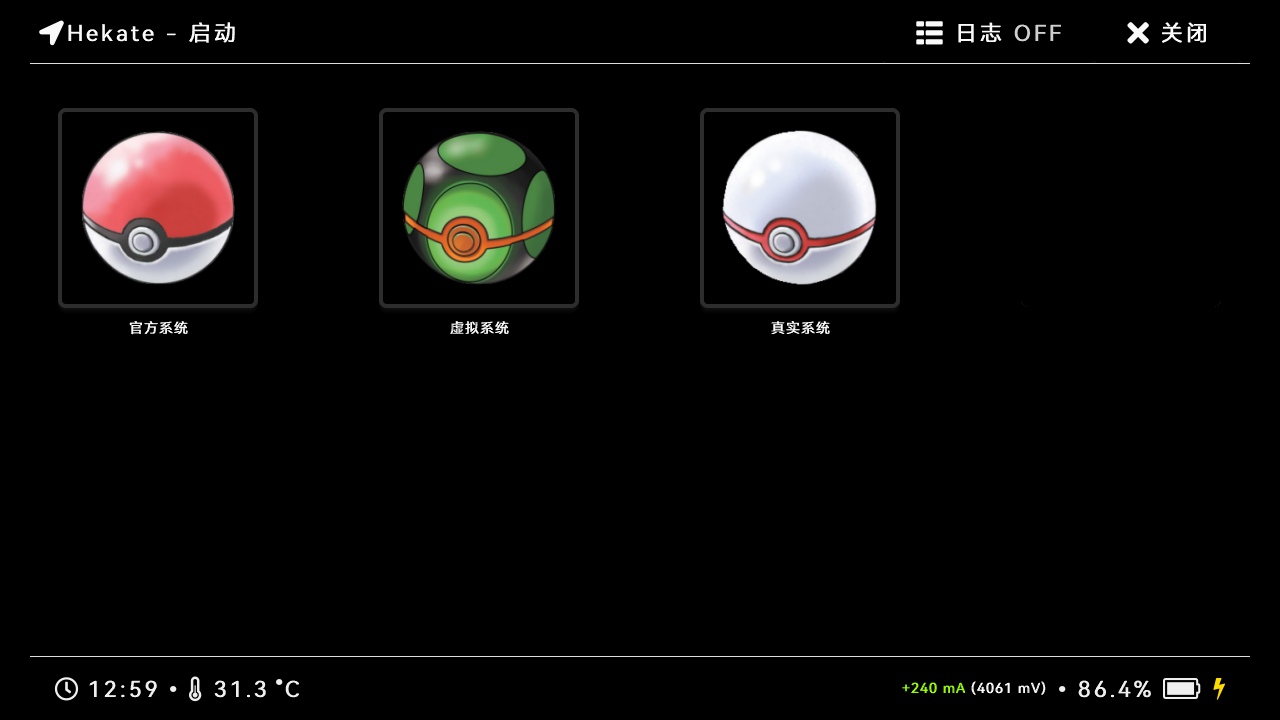 Hekate - 启动
日志 OFF
关闭
官方系统
虚拟系统
真实系统
12:59 • 31.3 °C
+240 mA (4061 mV) • 86.4%